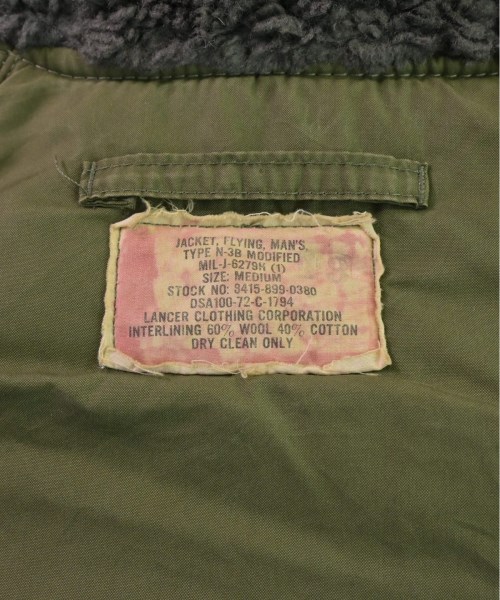 JACKET, FLYING, MAN'S
TYPE N-3B MODIFIED
MIL-J-6279H (1)
SIZE: MEDIUM
STOCK NO: 8415-899-0380
DSA100-72-C-1794
LANCER CLOTHING CORPORATION
INTERLINING 60% WOOL 40% COTTON
DRY CLEAN ONLY